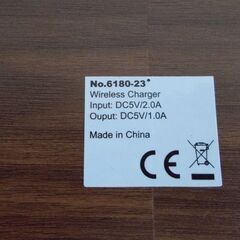 No.6180-23*
Wireless Charger
Input: DC5V/2.0A
Ouput: DC5V/1.0A
Made in China
CE